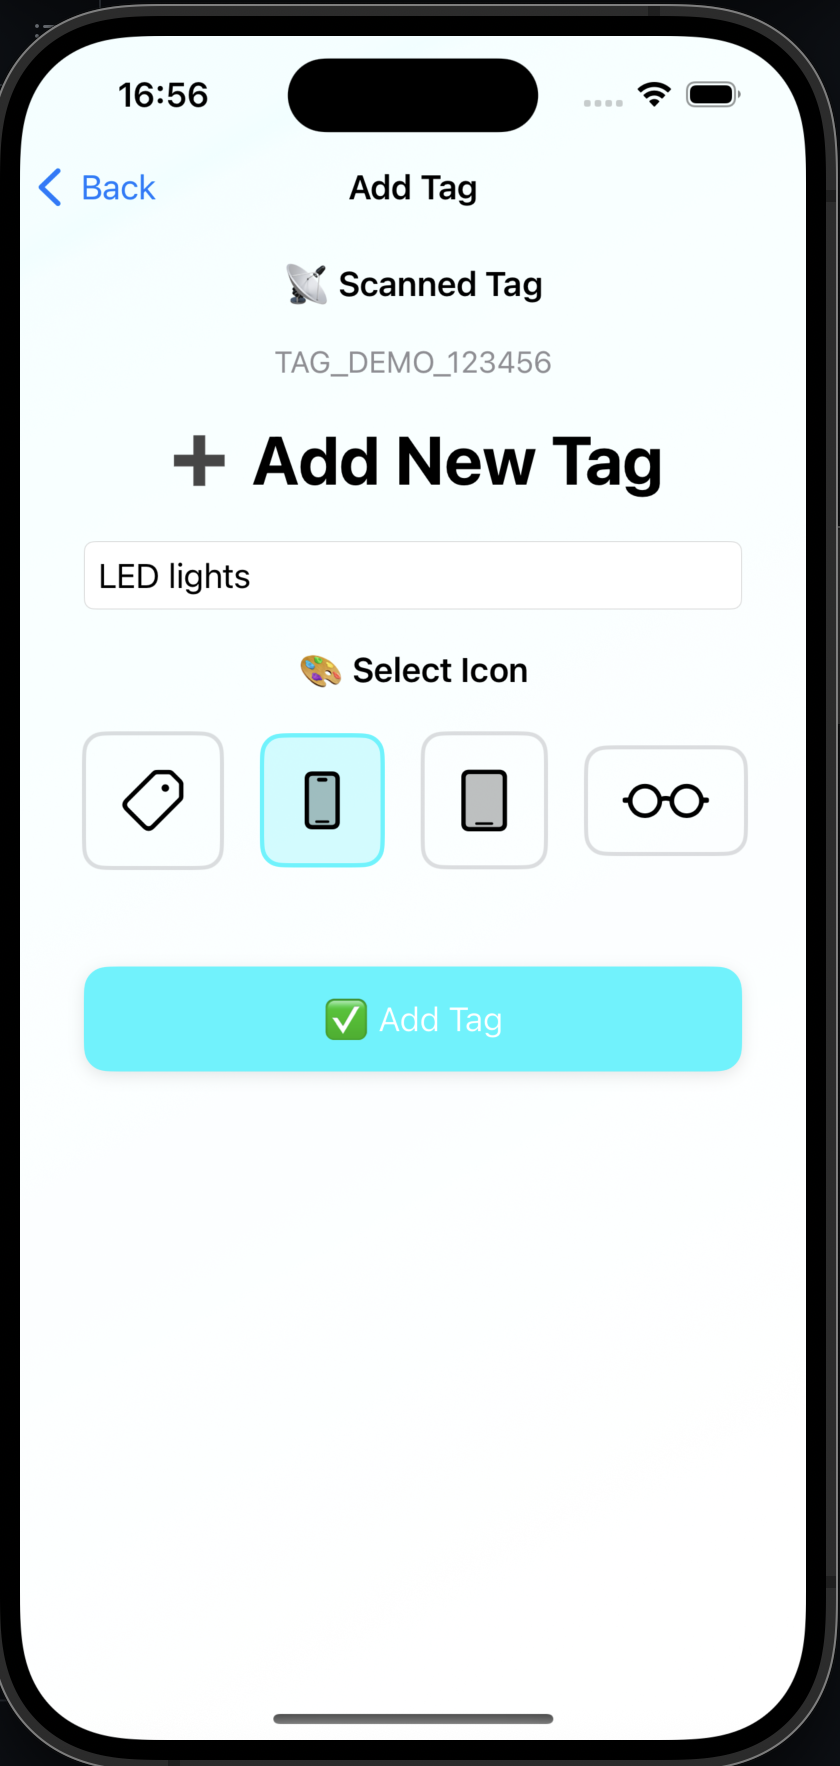 16:56
Back
Add Tag
Scanned Tag
TAG_DEMO_123456
Add New Tag
LED lights
Select Icon
Add Tag